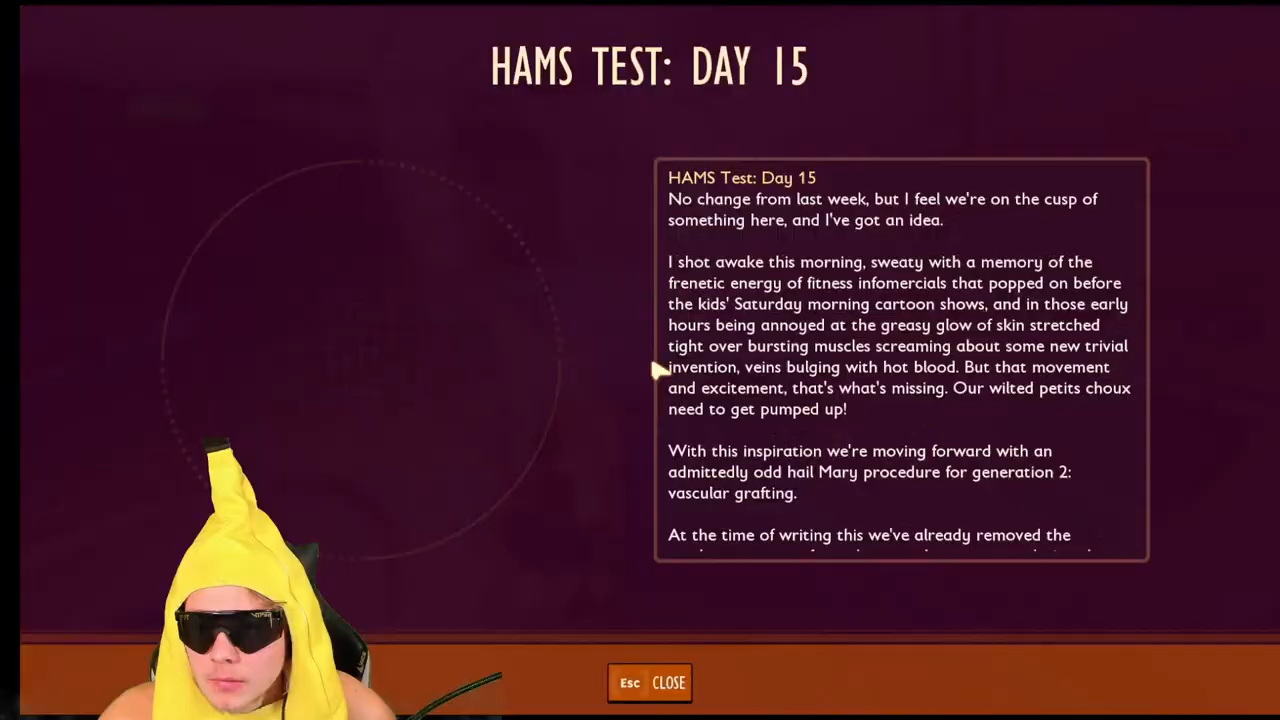 HAMS TEST: DAY 15
HAMS Test: Day 15
No change from last week, but I feel we're on the cusp of
something here, and I've got an idea.
I shot awake this morning, sweaty with a memory of the
frenetic energy of fitness infomercials that popped on before
the kids' Saturday morning cartoon shows, and in those early
hours being annoyed at the greasy glow of skin stretched
tight over bursting muscles screaming about some new trivial
invention, veins bulging with hot blood. But that movement
and excitement, that's what's missing. Our wilted petits choux
need to get pumped up!
With this inspiration we're moving forward with an
admittedly odd hail Mary procedure for generation 2:
vascular grafting.
At the time of writing this we've already removed the
Esc CLOSE